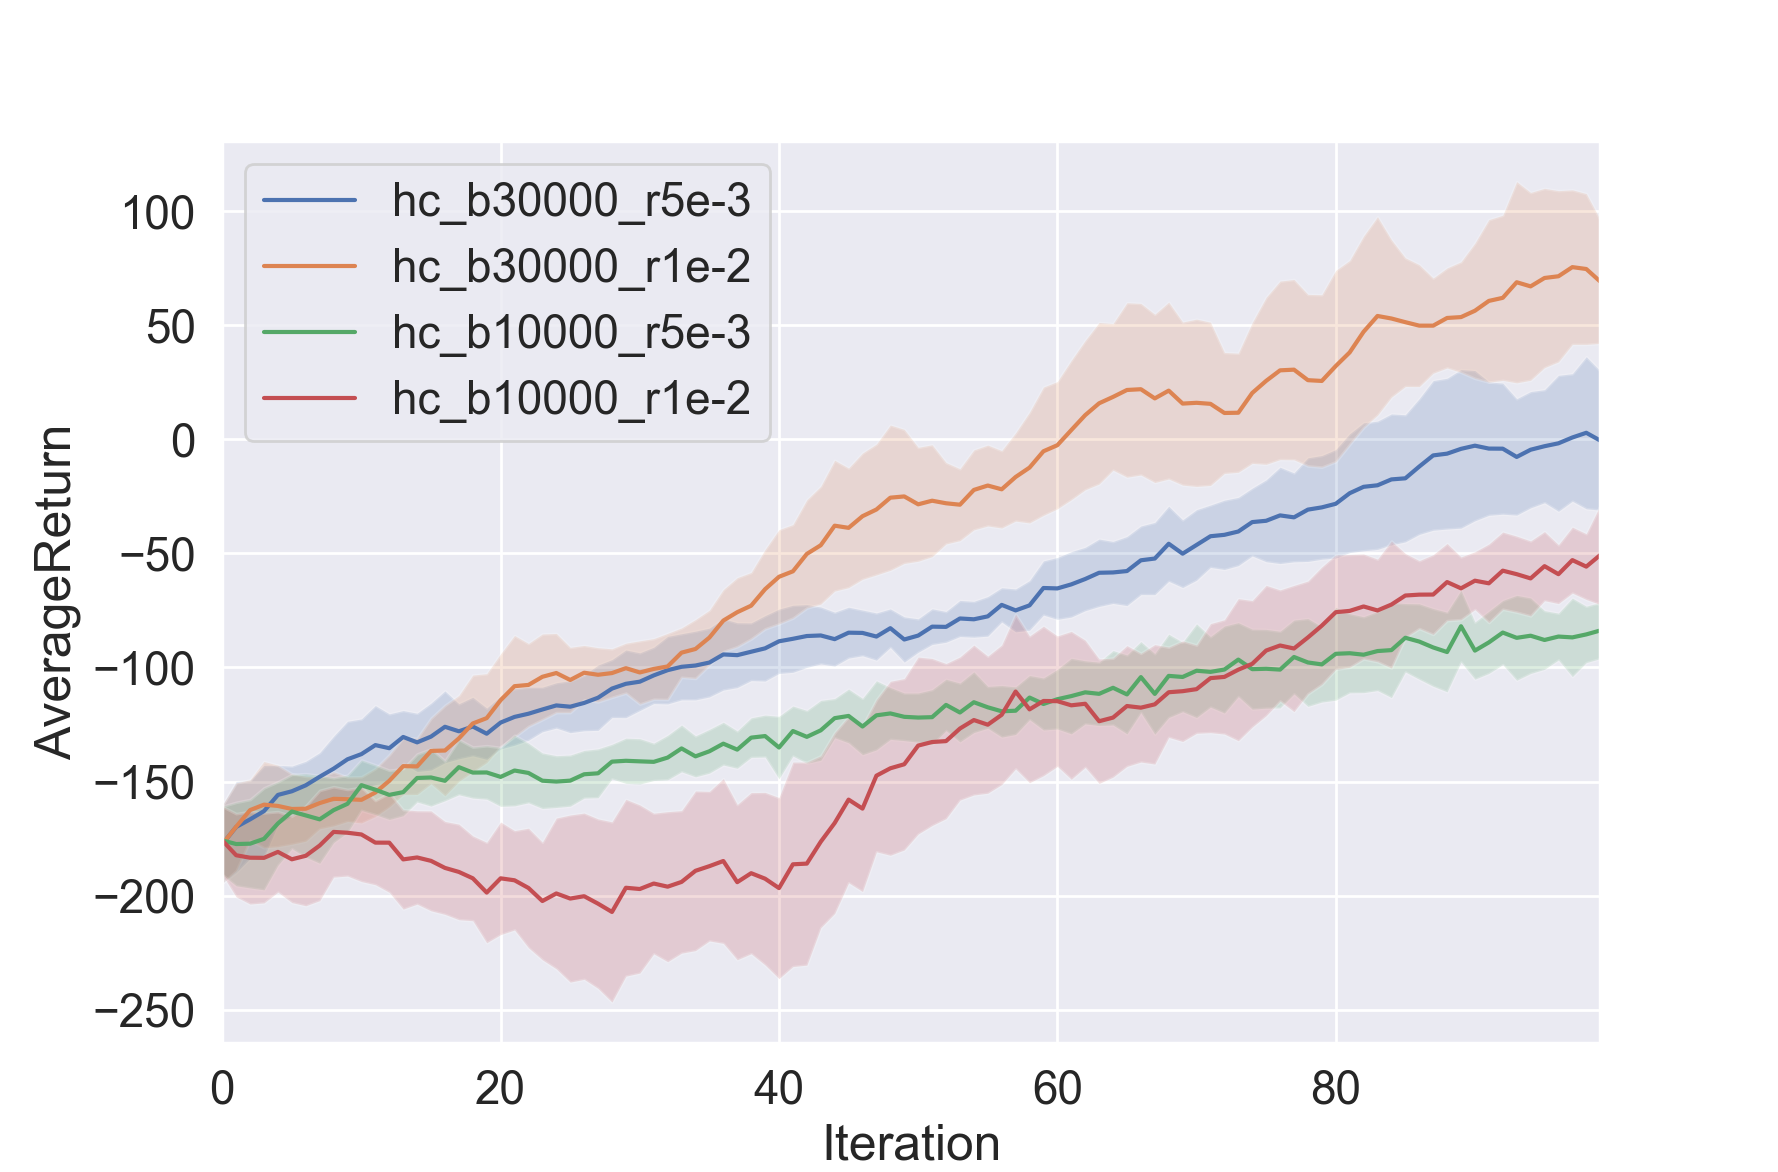 hc_b30000_r5e-3
hc_b30000_r1e-2
hc_b10000_r5e-3
hc_b10000_r1e-2
100
50
0
−50
−100
−150
−200
−250
AverageReturn
0 20 40 60 80
Iteration